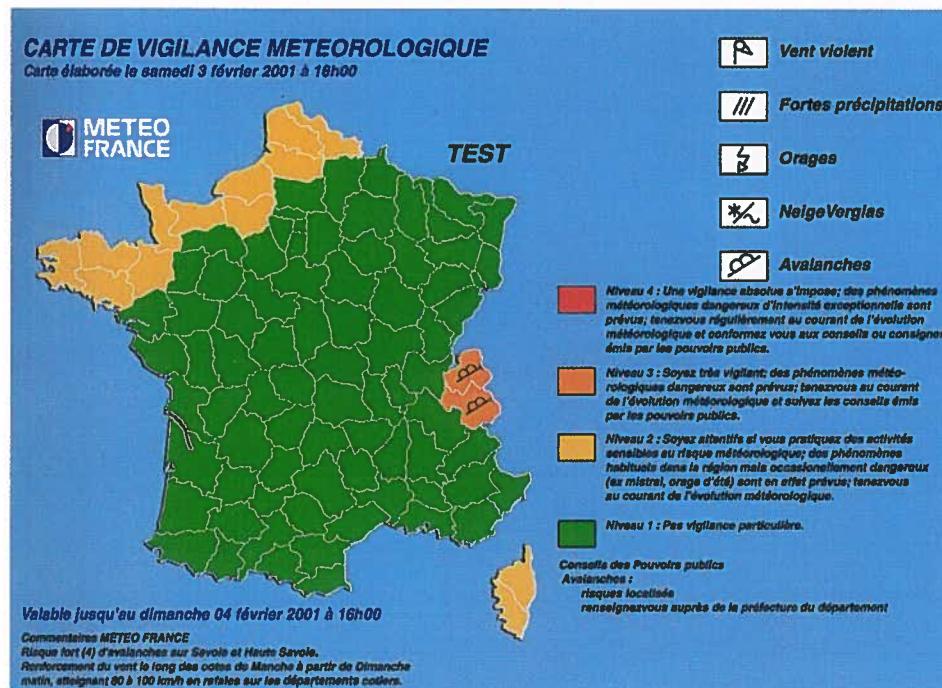 CARTE DE VIGILANCE METEOROLOGIQUE
Carte élaborée le samedi 3 février 2001 à 16h00
METEO
FRANCE
TEST
Vent violent
Fortes précipitations
Orages
NeigeVerglas
Avalanches
Niveau 4 : Une vigilance absolue s'impose; des phénomènes
météorologiques dangereux d'intensité exceptionnelle sont
prévus; tenezvous régulièrement au courant de l'évolution
météorologique et conformez vous aux conseils ou consignes
émis par les pouvoirs publics.
Niveau 3 : Soyez très vigilant; des phénomènes météo-
rologiques dangereux sont prévus; tenezvous au courant
de l'évolution météorologique et suivez les conseils émis
par les pouvoirs publics.
Niveau 2 : Soyez attentifs si vous pratiquez des activités
sensibles au risque météorologique; des phénomènes
habituels dans la région mais occasionellement dangereux
(ex mistral, orage d'été) sont en effet prévus; tenezvous
au courant de l'évolution météorologique.
Niveau 1 : Pas vigilance particulière.
Conseils des Pouvoirs publics
Avalanches :
risques localisés
renseignezvous auprès de la préfecture du département
Valable jusqu'au dimanche 04 février 2001 à 16h00
Commentaires METEO FRANCE
Risque fort (4) d'avalanches sur Savoie et Haute Savoie.
Renforcement du vent le long des cotes de Manche à partir de Dimanche
matin, atteignant 80 à 100 km/h en rafales sur les départements cotiers.